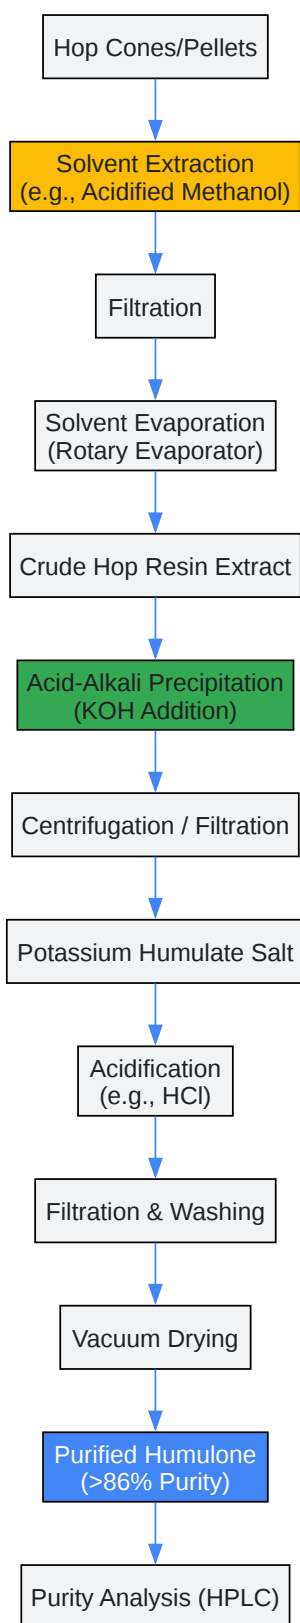 Hop Cones/Pellets
Solvent Extraction
(e.g., Acidified Methanol)
Filtration
Solvent Evaporation
(Rotary Evaporator)
Crude Hop Resin Extract
Acid-Alkali Precipitation
(KOH Addition)
Centrifugation / Filtration
Potassium Humulate Salt
Acidification
(e.g., HCl)
Filtration & Washing
Vacuum Drying
Purified Humulone
(>86% Purity)
Purity Analysis (HPLC)